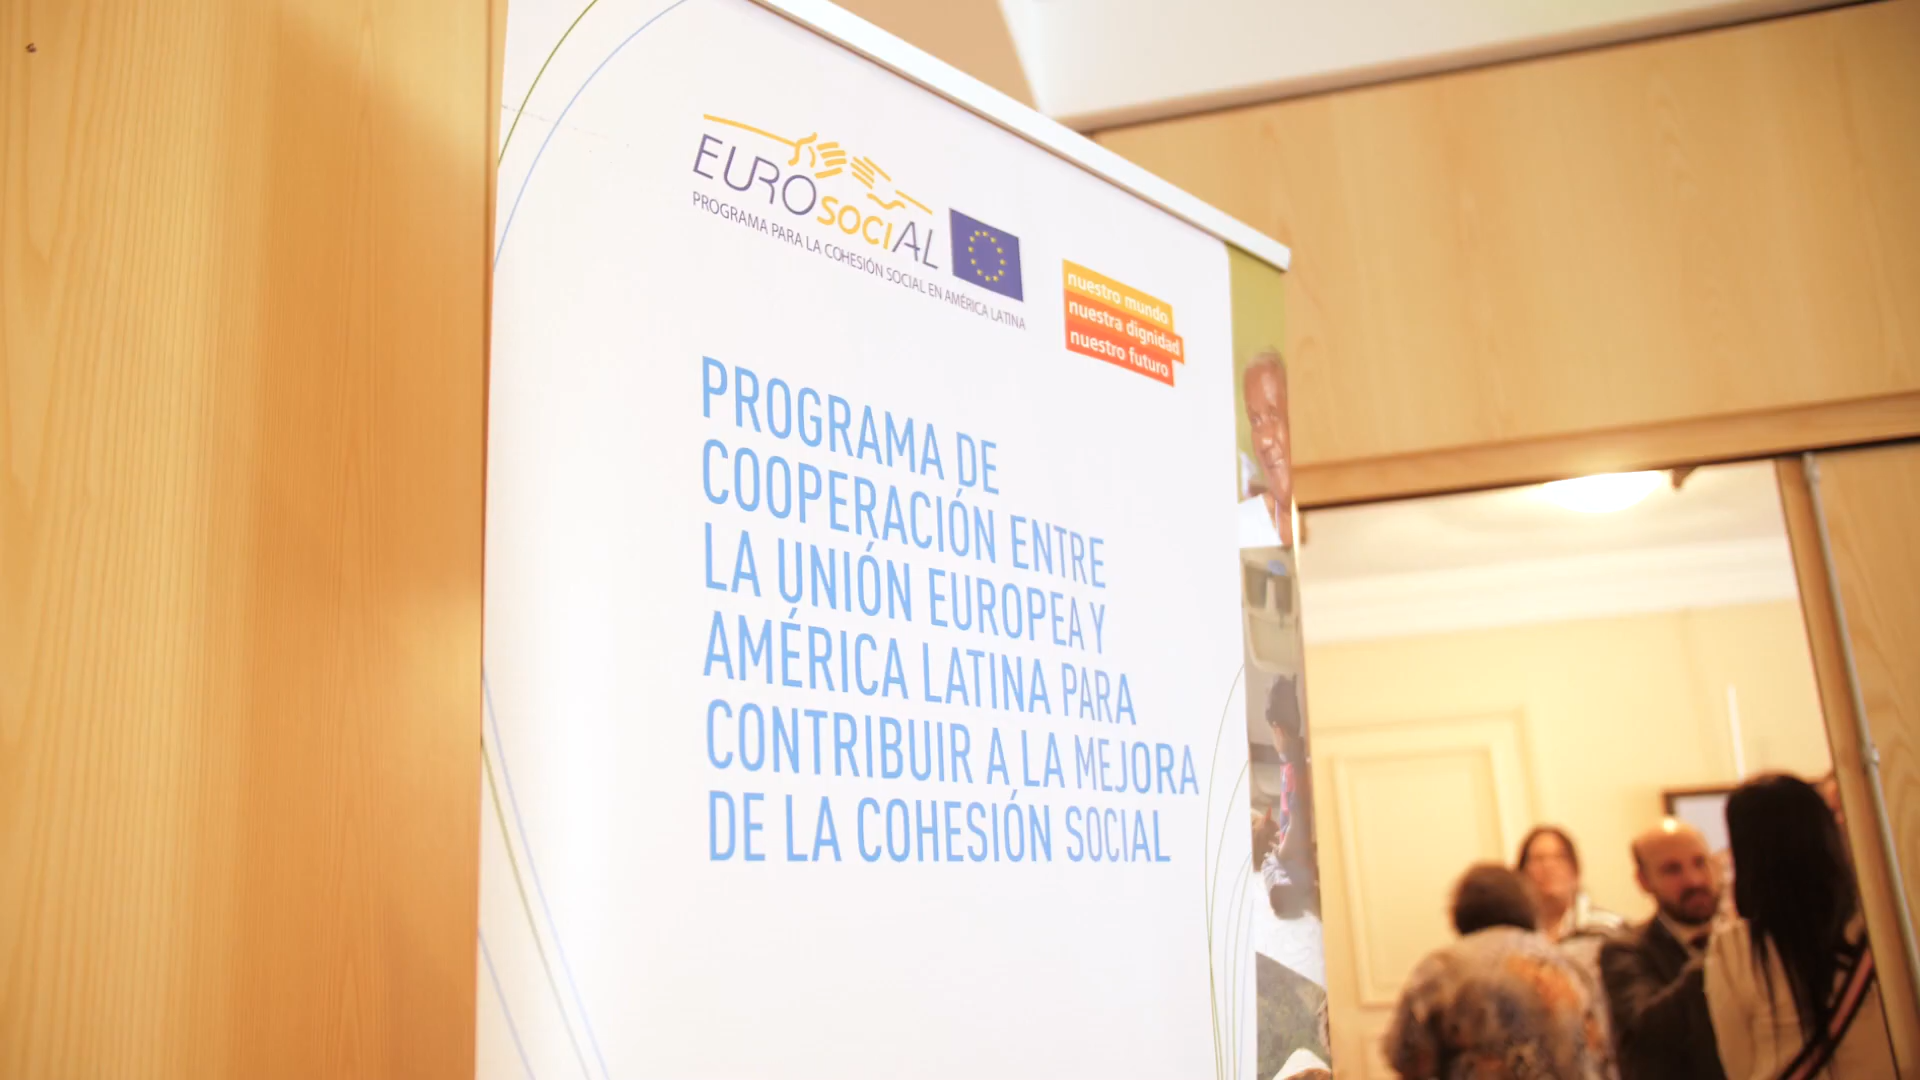 EUROsociAL
PROGRAMA PARA LA COHESIÓN SOCIAL EN AMÉRICA LATINA
nuestro mundo
nuestra dignidad
nuestro futuro
PROGRAMA DE
COOPERACIÓN ENTRE
LA UNIÓN EUROPEA Y
AMÉRICA LATINA PARA
CONTRIBUIR A LA MEJORA
DE LA COHESIÓN SOCIAL